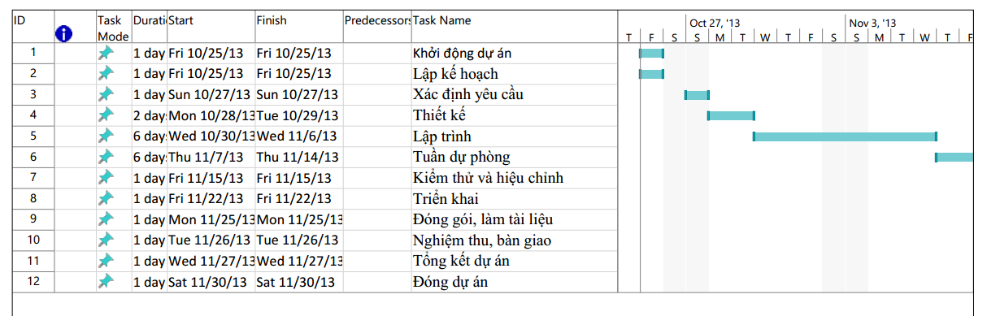 ID Task Mode Durati Start Finish Predecessors Task Name
Oct 27, '13 Nov 3, '13
T F S S M T W T F S S M T W T F
1 1 day Fri 10/25/13 Fri 10/25/13 Khởi động dự án
2 1 day Fri 10/25/13 Fri 10/25/13 Lập kế hoạch
3 1 day Sun 10/27/13 Sun 10/27/13 Xác định yêu cầu
4 2 days Mon 10/28/13 Tue 10/29/13 Thiết kế
5 6 days Wed 10/30/13 Wed 11/6/13 Lập trình
6 6 days Thu 11/7/13 Thu 11/14/13 Tuần dự phòng
7 1 day Fri 11/15/13 Fri 11/15/13 Kiểm thử và hiệu chỉnh
8 1 day Fri 11/22/13 Fri 11/22/13 Triển khai
9 1 day Mon 11/25/13 Mon 11/25/13 Đóng gói, làm tài liệu
10 1 day Tue 11/26/13 Tue 11/26/13 Nghiệm thu, bàn giao
11 1 day Wed 11/27/13 Wed 11/27/13 Tổng kết dự án
12 1 day Sat 11/30/13 Sat 11/30/13 Đóng dự án